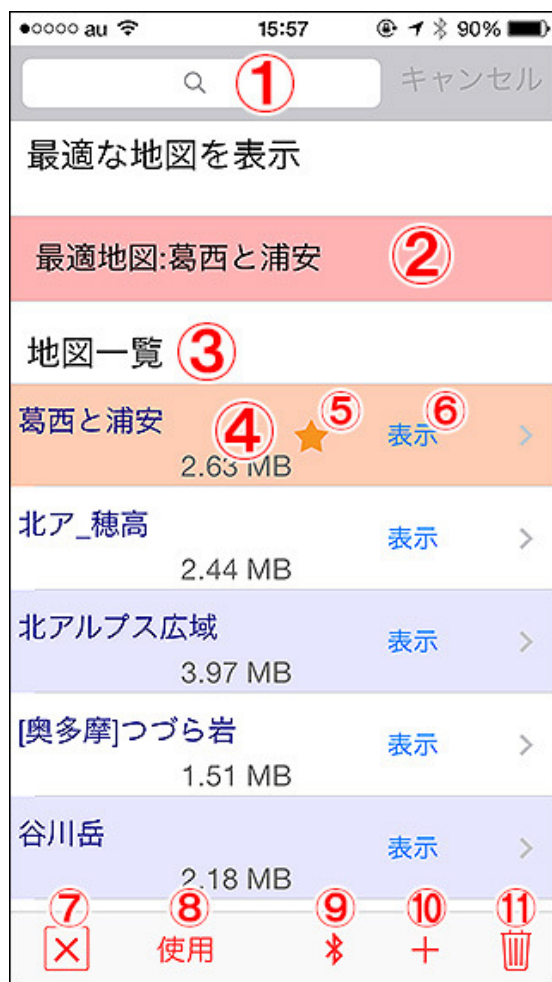 ●○○○○ au 15:57 90%
① キャンセル
最適な地図を表示
最適地図:葛西と浦安 ②
地図一覧 ③
葛西と浦安 ④ ⑤ 表示 ⑥
2.63 MB
北ア_穂高 表示
2.44 MB
北アルプス広域 表示
3.97 MB
[奥多摩]つづら岩 表示
1.51 MB
谷川岳 表示
2.18 MB
⑦ ⑧ ⑨ ⑩ ⑪
使用